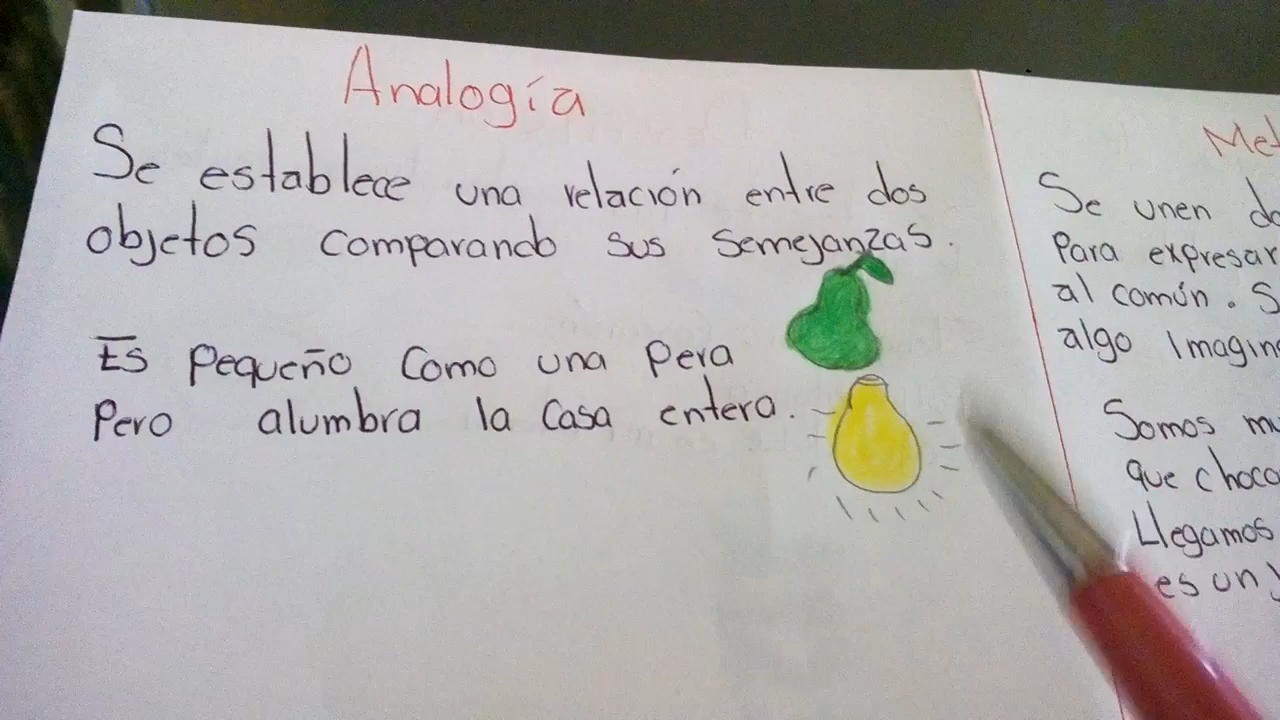 Analogía
Se establece una relación entre dos
objetos comparando sus semejanzas.
Es pequeño como una pera
Pero alumbra la casa entera.
Se unen
Para expresar
al común. S
algo
Somos
que
Llegamos
es un